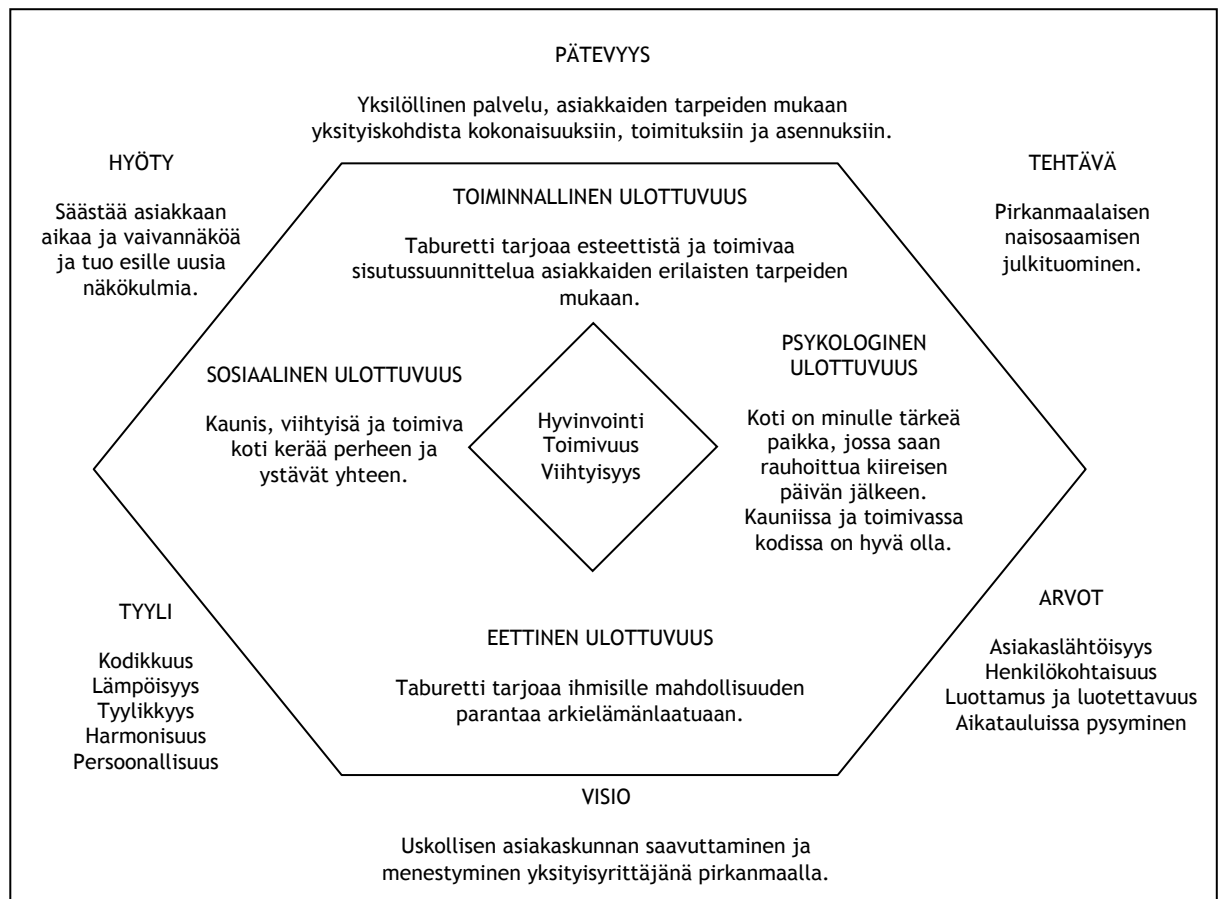 PÄTEVYYS
Yksilöllinen palvelu, asiakkaiden tarpeiden mukaan
yksityiskohdista kokonaisuuksiin, toimituksiin ja asennuksiin.
HYÖTY
Säästää asiakkaan
aikaa ja vaivannäköä
ja tuo esille uusia
näkökulmia.
TEHTÄVÄ
Pirkanmaalaisen
naisosaamisen
julkituominen.
TOIMINNALLINEN ULOTTUVUUS
Taburetti tarjoaa esteettistä ja toimivaa
sisutussuunnittelua asiakkaiden erilaisten tarpeiden
mukaan.
SOSIAALINEN ULOTTUVUUS
Kaunis, viihtyisä ja toimiva
koti kerää perheen ja
ystävät yhteen.
Hyvinvointi
Toimivuus
Viihtyisyys
PSYKOLOGINEN
ULOTTUVUUS
Koti on minulle tärkeä
paikka, jossa saan
rauhoittua kiireisen
päivän jälkeen.
Kauniissa ja toimivassa
kodissa on hyvä olla.
TYYLI
Kodikkuus
Lämpöisyys
Tyylikkyys
Harmonisuus
Persoonallisuus
EETTINEN ULOTTUVUUS
Taburetti tarjoaa ihmisille mahdollisuuden
parantaa arkielämänlaatuaan.
ARVOT
Asiakaslähtöisyys
Henkilökohtaisuus
Luottamus ja luotettavuus
Aikatauluissa pysyminen
VISIO
Uskollisen asiakaskunnan saavuttaminen ja
menestyminen yksityisyrittäjänä pirkanmaalla.